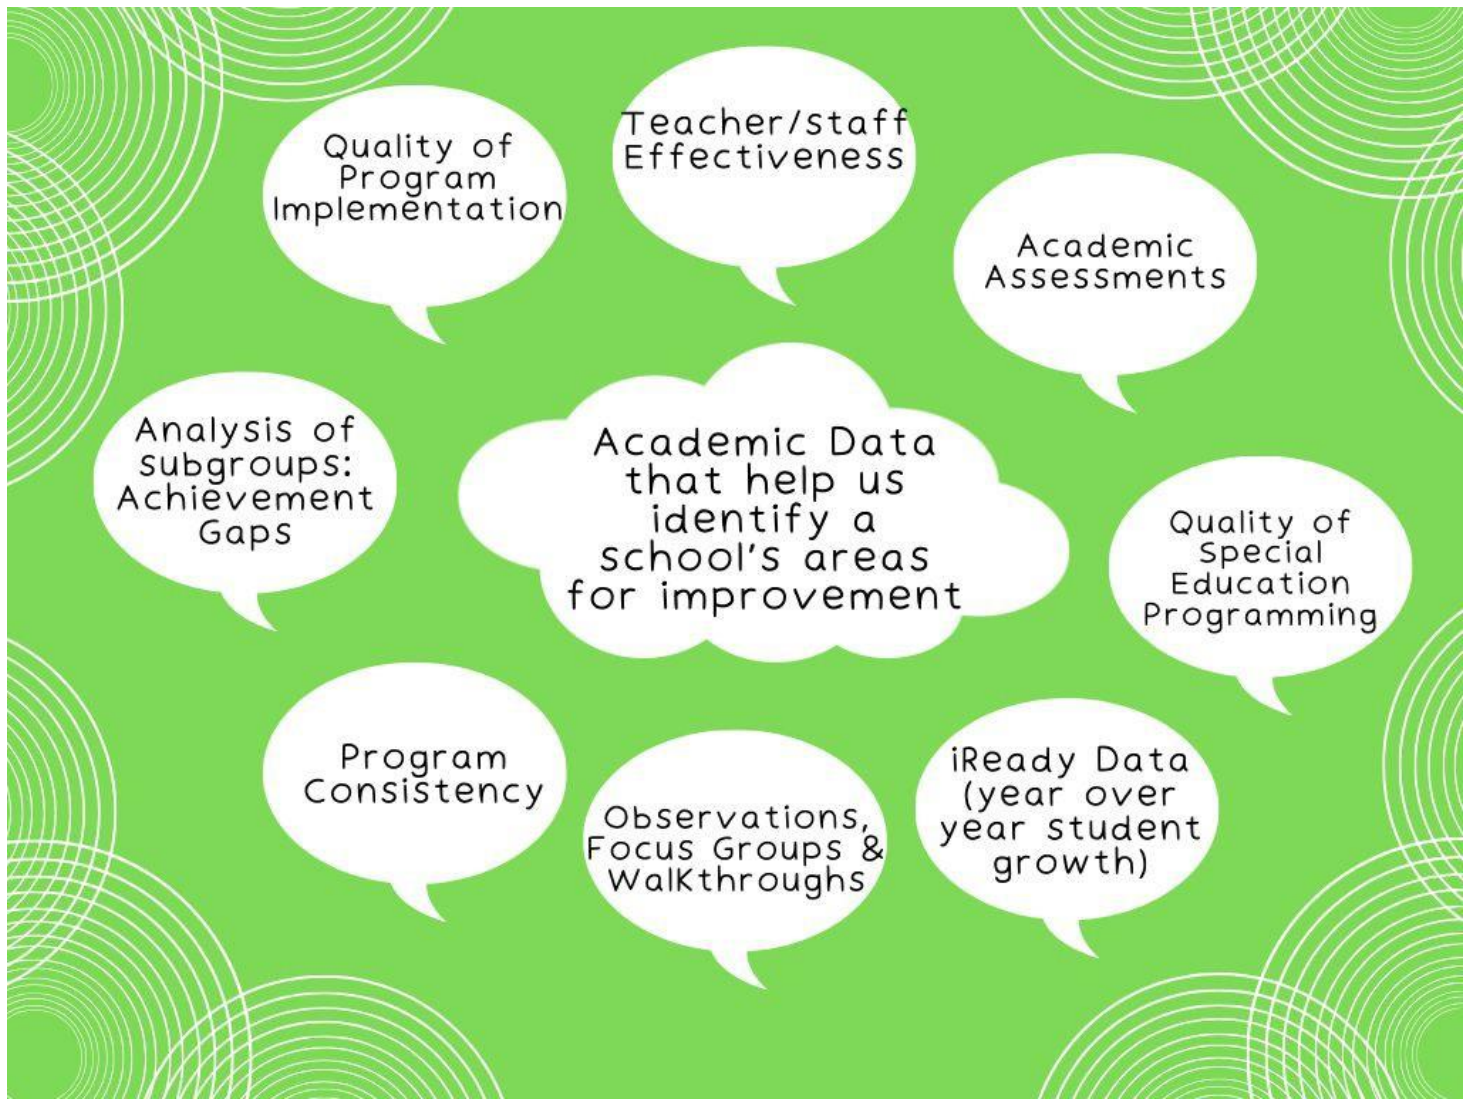 Teacher/staff
Effectiveness
Quality of
Program
Implementation
Academic
Assessments
Analysis of
subgroups:
Achievement
Gaps
Academic Data
that help us
identify a
school's areas
for improvement
Quality of
Special
Education
Programming
Program
Consistency
Observations,
Focus Groups &
Walkthroughs
iReady Data
(year over
year student
growth)